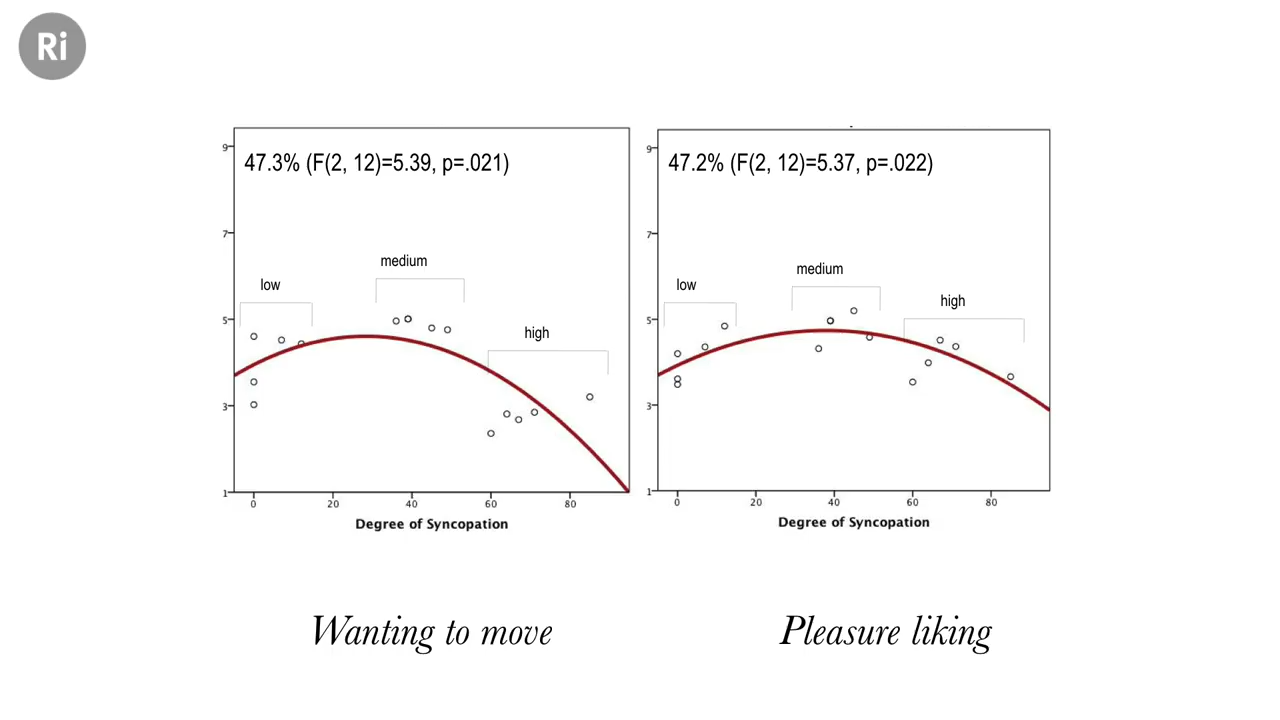 Ri
47.3% (F(2, 12)=5.39, p=.021)
9
7
5
3
1
low
medium
high
0 20 40 60 80
Degree of Syncopation
Wanting to move
47.2% (F(2, 12)=5.37, p=.022)
9
7
5
3
1
low
medium
high
0 20 40 60 80
Degree of Syncopation
Pleasure liking